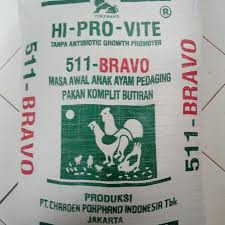 HI-PRO-VITE
®
TANPA ANTIBIOTIC GROWTH PROMOTER
511-BRAVO
MASA AWAL ANAK AYAM PEDAGING
PAKAN KOMPLIT BUTIRAN
511-BRAVO
511-BRAVO
PRODUKSI
PT. CHAROEN POKPHAND INDONESIA Tbk.
JAKARTA